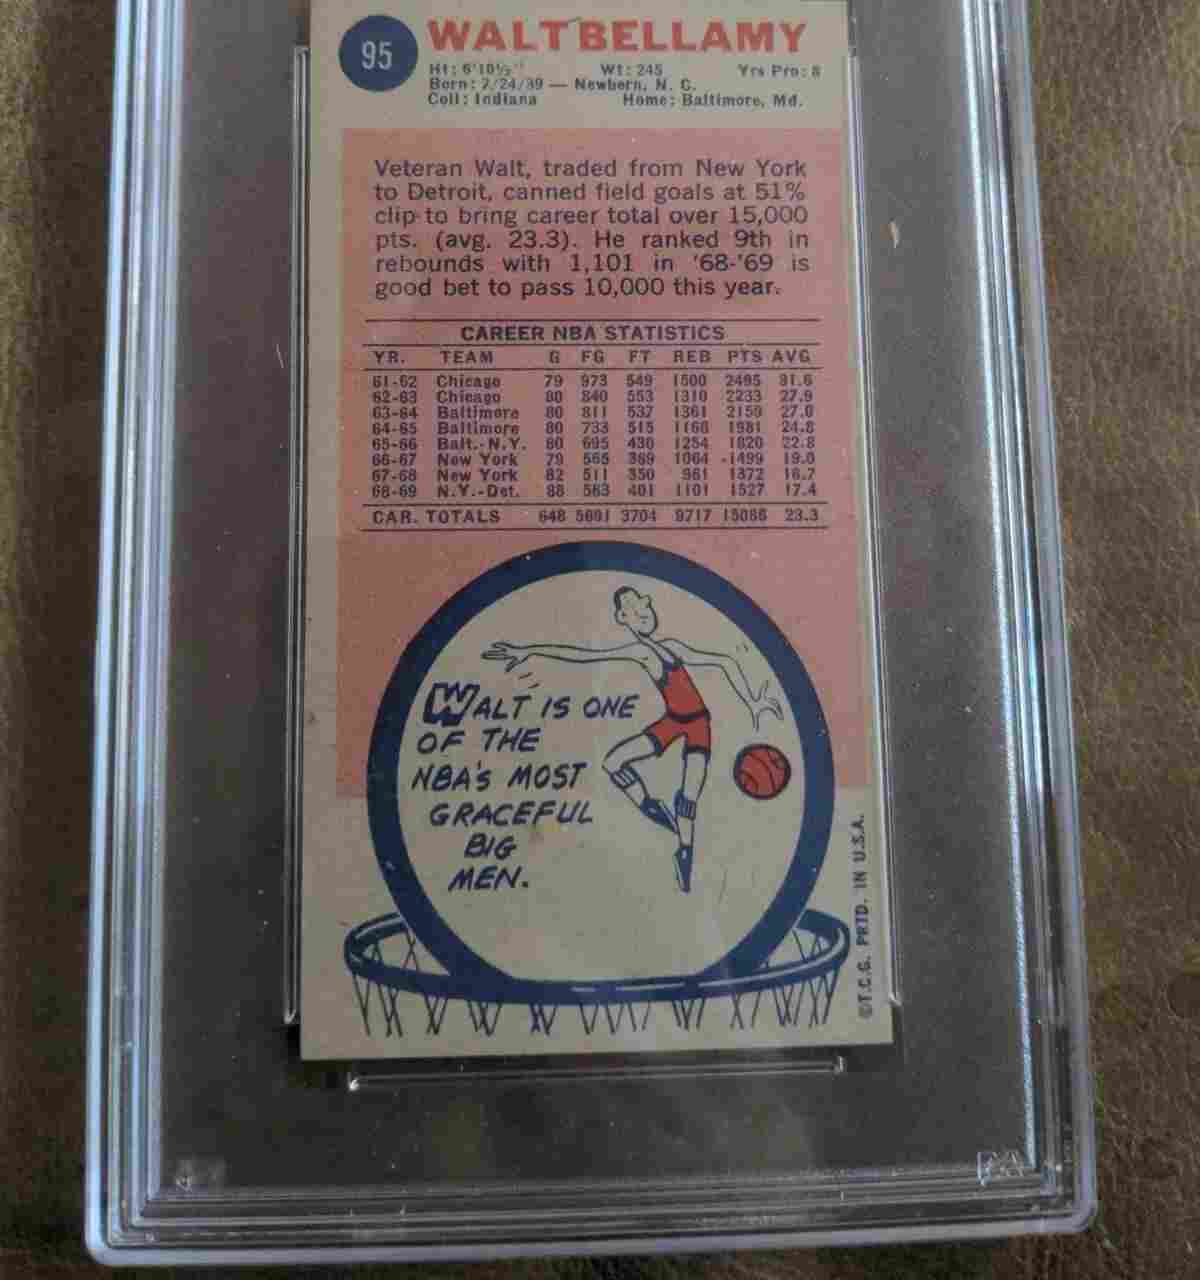 95
WALT BELLAMY
Ht: 6'10½" Wt: 245 Yrs Pro: 8
Born: 7/24/39 — Newbern, N. C.
Coll: Indiana Home: Baltimore, Md.
Veteran Walt, traded from New York
to Detroit, canned field goals at 51%
clip to bring career total over 15,000
pts. (avg. 23.3). He ranked 9th in
rebounds with 1,101 in '68-'69 is
good bet to pass 10,000 this year.
CAREER NBA STATISTICS
YR. TEAM G FG FT REB PTS AVG
61-62 Chicago 79 973 549 1500 2495 31.6
62-63 Chicago 80 840 553 1310 2233 27.9
63-64 Baltimore 80 811 537 1361 2159 27.0
64-65 Baltimore 80 733 515 1166 1981 24.8
65-66 Balt.-N.Y. 80 695 430 1254 1820 22.8
66-67 New York 79 565 369 1064 1499 19.0
67-68 New York 82 511 350 961 1372 16.7
68-69 N.Y.-Det. 88 563 401 1101 1527 17.4
CAR. TOTALS 648 5691 3704 9717 15086 23.3
WALT IS ONE
OF THE
NBA'S MOST
GRACEFUL
BIG
MEN.
©T.C.G. PRTD. IN U.S.A.